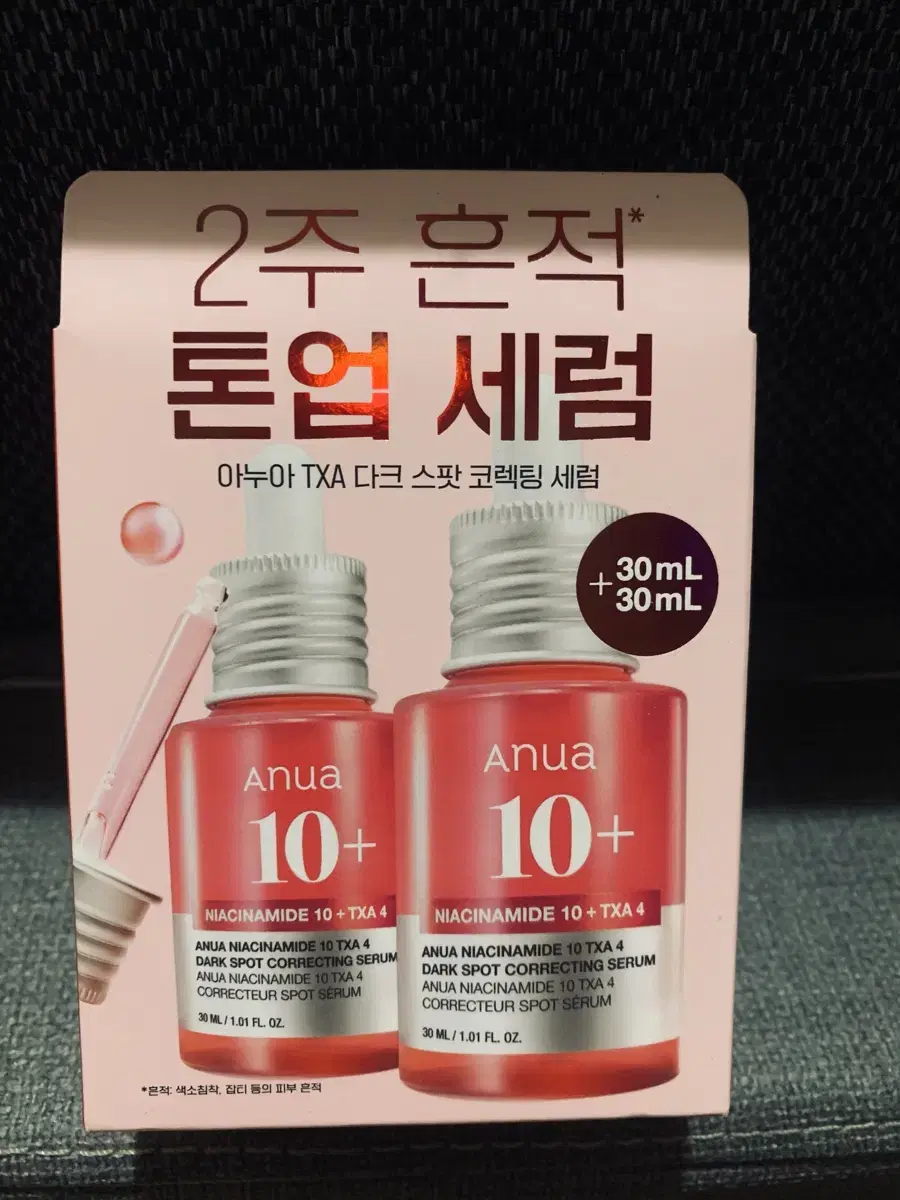 2주 흔적*
톤업 세럼
아누아 TXA 다크 스팟 코렉팅 세럼
+30mL
30mL
Anua
10+
NIACINAMIDE 10 + TXA 4
ANUA NIACINAMIDE 10 TXA 4
DARK SPOT CORRECTING SERUM
ANUA NIACINAMIDE 10 TXA 4
CORRECTEUR SPOT SÉRUM
30 ML / 1.01 FL. OZ.
Anua
10+
NIACINAMIDE 10 + TXA 4
ANUA NIACINAMIDE 10 TXA 4
DARK SPOT CORRECTING SERUM
ANUA NIACINAMIDE 10 TXA 4
CORRECTEUR SPOT SÉRUM
30 ML / 1.01 FL. OZ.
*흔적: 색소침착, 잡티 등의 피부 흔적